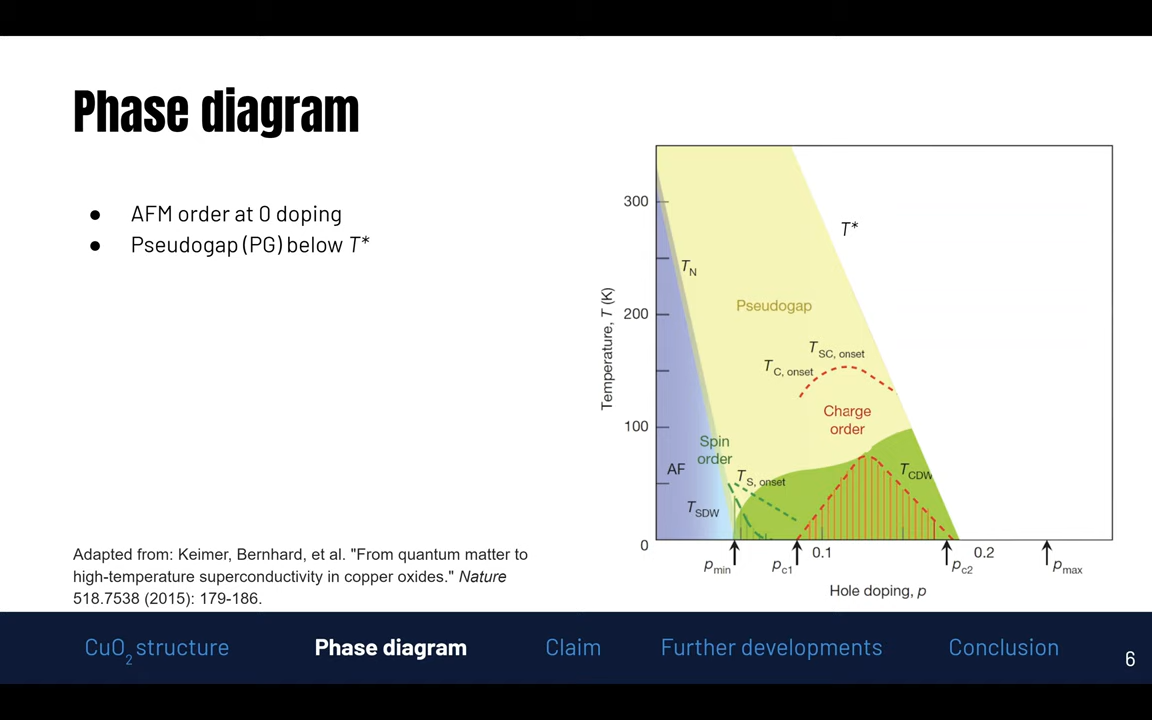 Phase diagram
● AFM order at 0 doping
● Pseudogap (PG) below T*
Adapted from: Keimer, Bernhard, et al. "From quantum matter to
high-temperature superconductivity in copper oxides." Nature
518.7538 (2015): 179-186.
300
200
100
0
Temperature, T (K)
T*
TN
Pseudogap
TSC, onset
TC, onset
Charge
order
Spin
order
AF
TS, onset
TCDW
TSDW
0.1
0.2
pmin
pc1
pc2
pmax
Hole doping, p
CuO2 structure
Phase diagram
Claim
Further developments
Conclusion
6